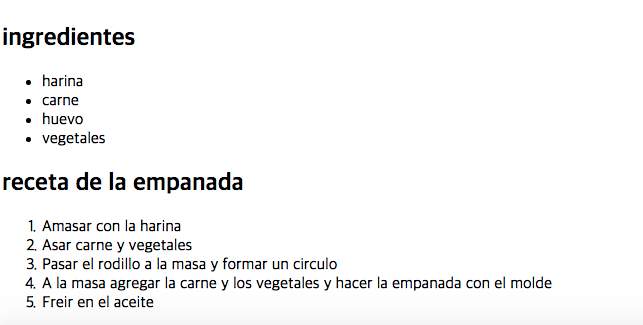 ingredientes
harina
carne
huevo
vegetales
receta de la empanada
1. Amasar con la harina
2. Asar carne y vegetales
3. Pasar el rodillo a la masa y formar un circulo
4. A la masa agregar la carne y los vegetales y hacer la empanada con el molde
5. Freir en el aceite